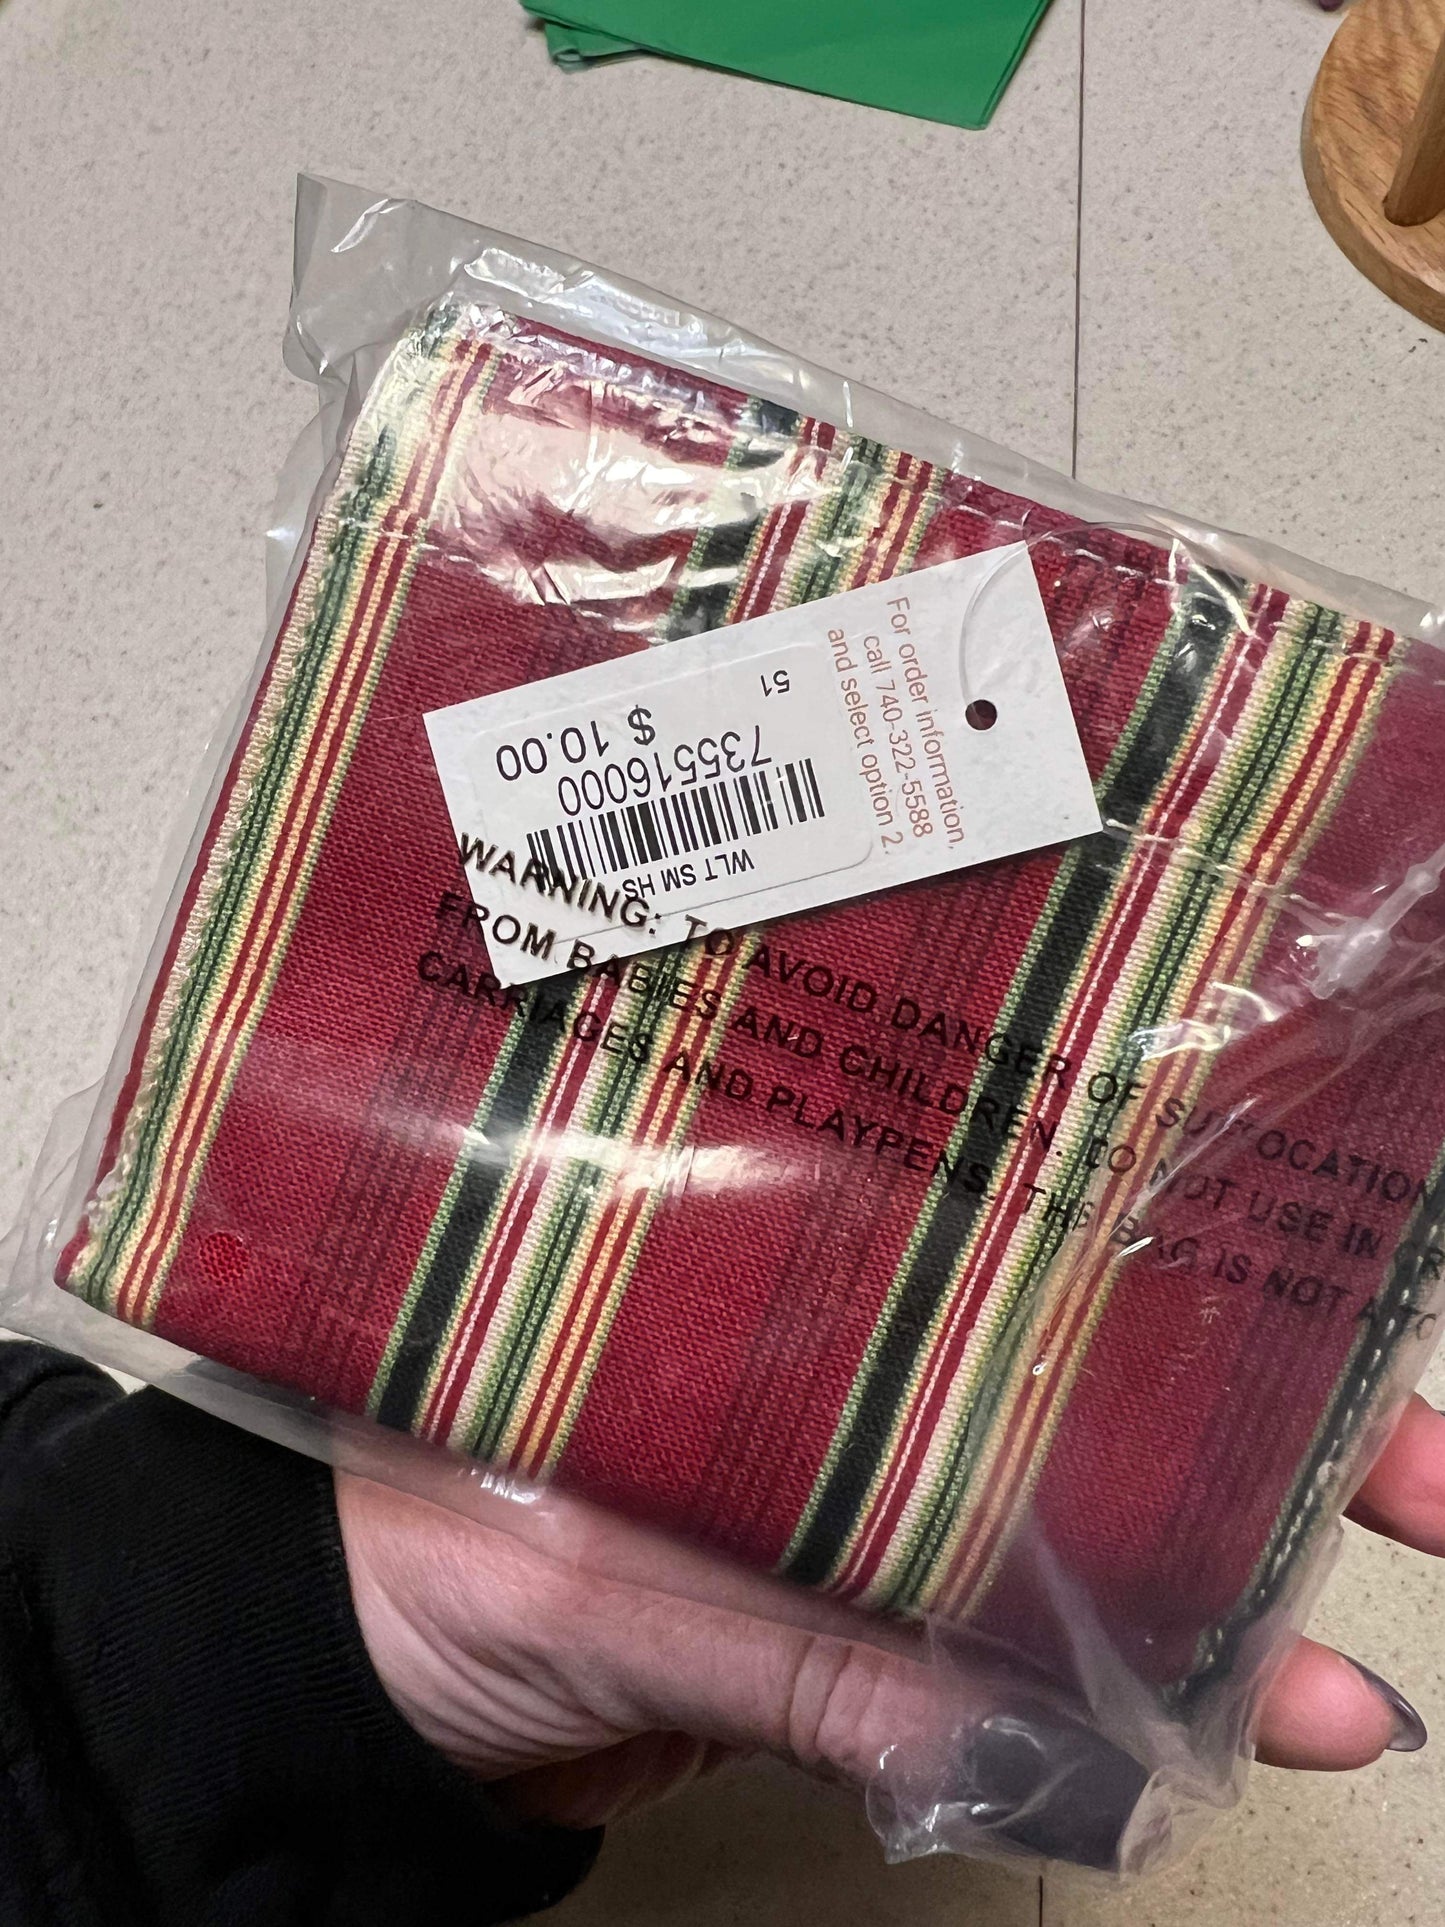 For order information,
call 740-322-5588
and select option 2.
WLT SM HS
735516000
$ 10.00
51
WARNING: TO AVOID DANGER OF SUFFOCATION
FROM BABIES AND CHILDREN. DO NOT USE IN CR
CARRIAGES AND PLAYPENS. THIS BAG IS NOT A TO